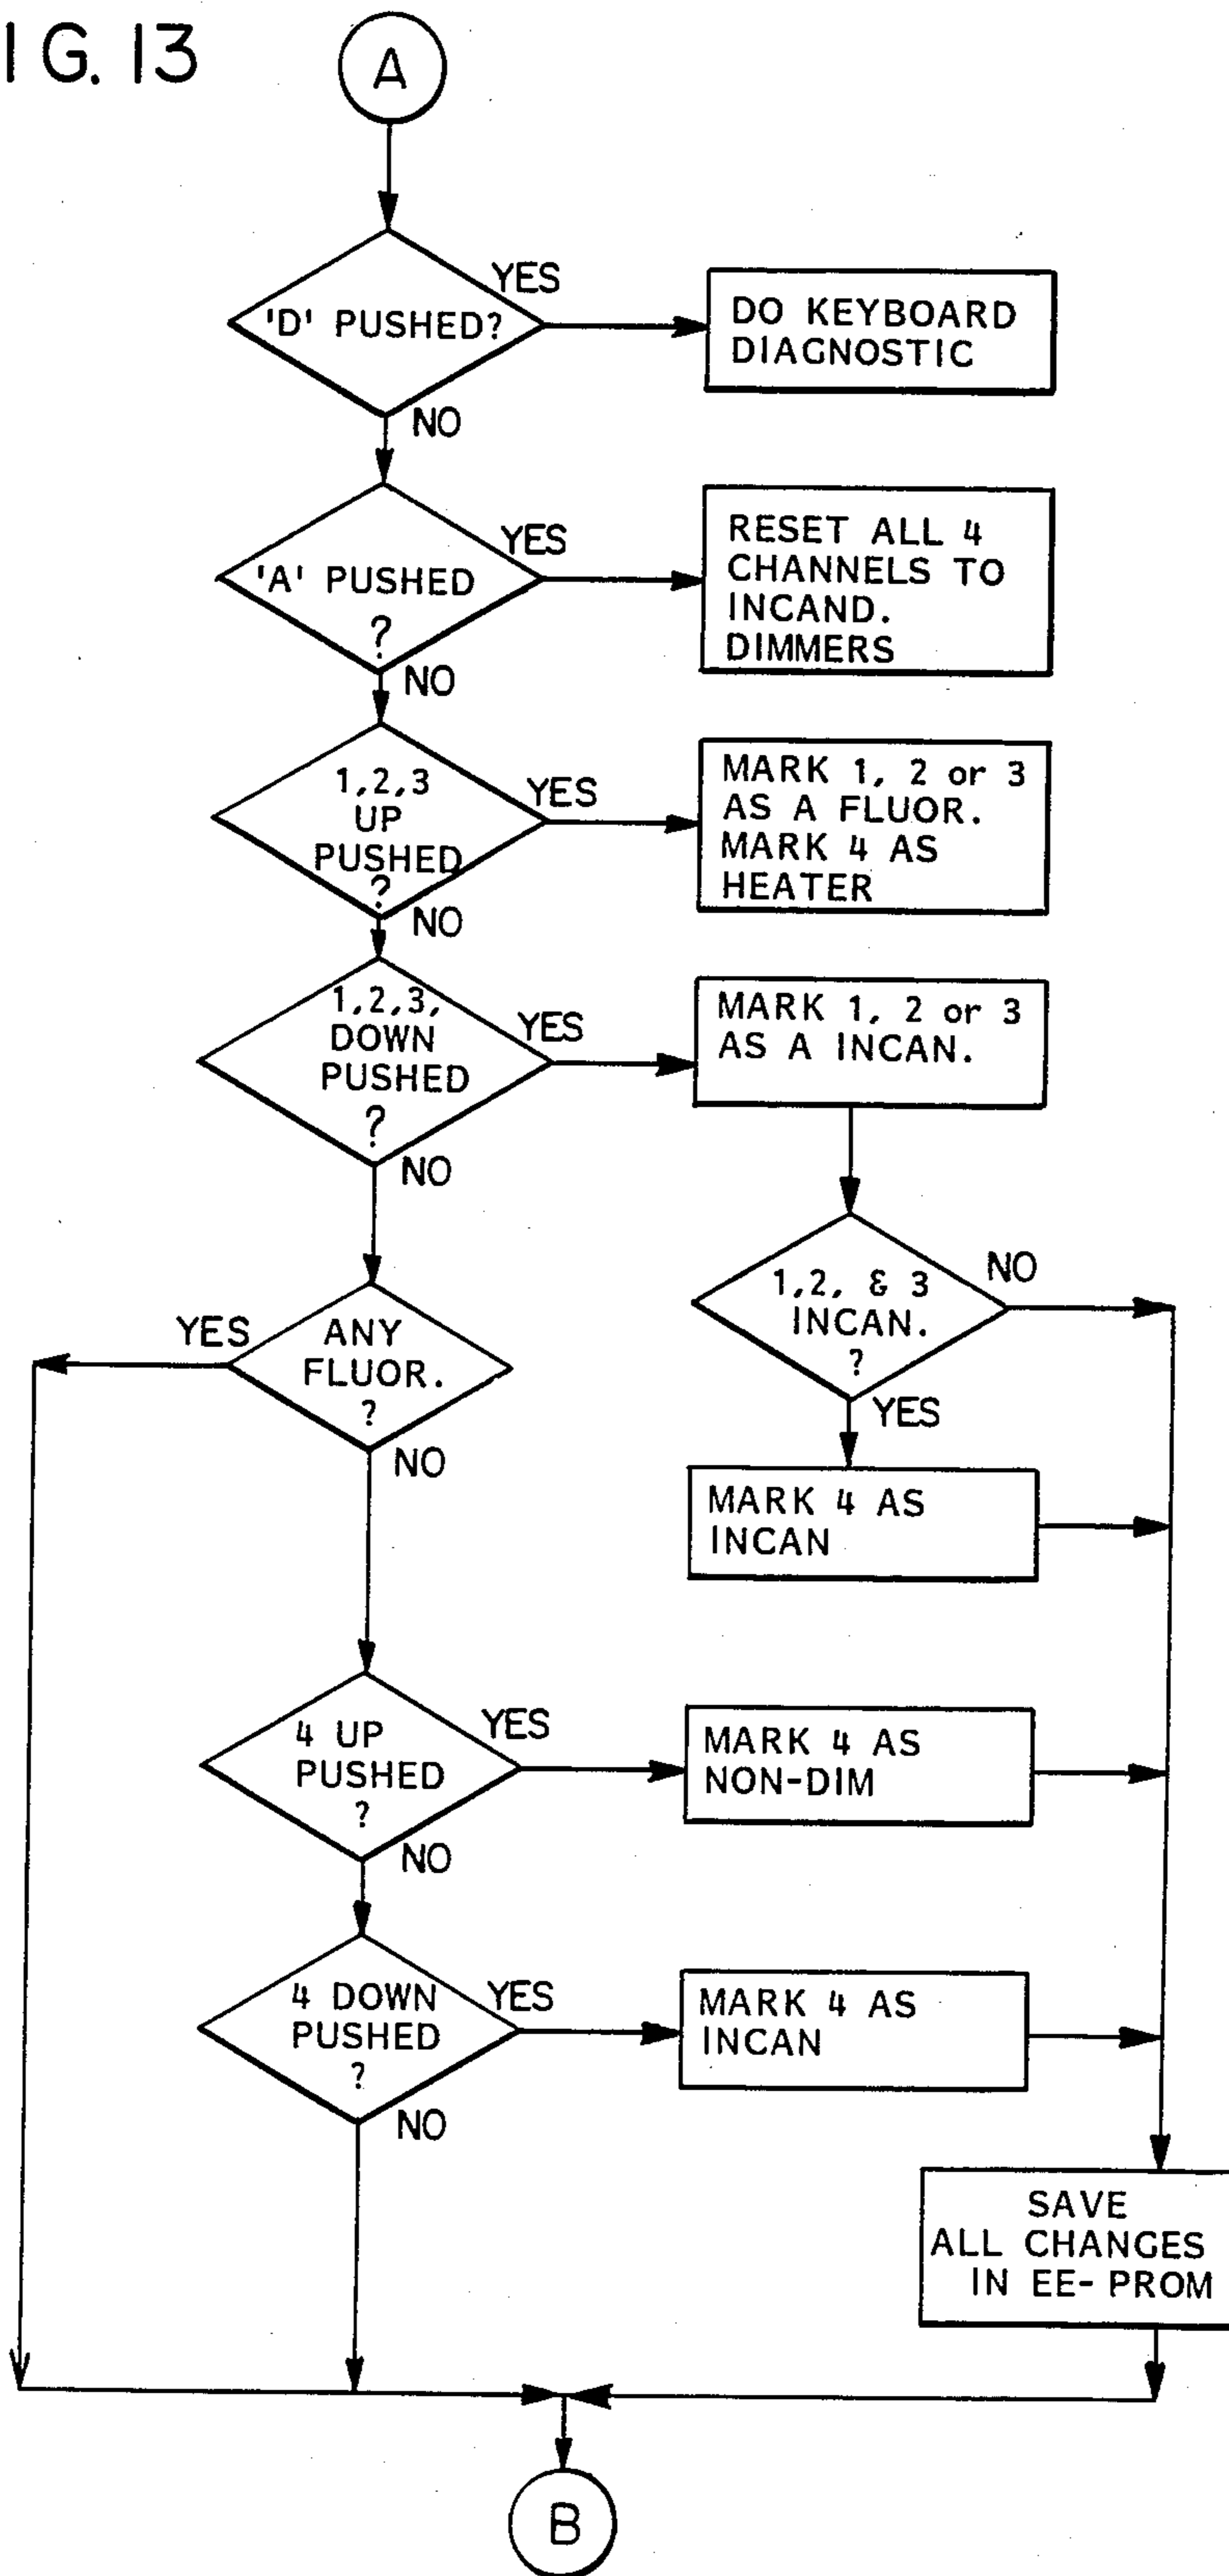 IG. 13
A
'D' PUSHED?
YES
DO KEYBOARD
DIAGNOSTIC
NO
'A' PUSHED
?
YES
RESET ALL 4
CHANNELS TO
INCAND.
DIMMERS
NO
1,2,3
UP
PUSHED
?
YES
MARK 1, 2 or 3
AS A FLUOR.
MARK 4 AS
HEATER
NO
1,2,3,
DOWN
PUSHED
?
YES
MARK 1, 2 or 3
AS A INCAN.
NO
1,2, & 3
INCAN.
?
NO
YES
MARK 4 AS
INCAN
YES
ANY
FLUOR.
?
NO
4 UP
PUSHED
?
YES
MARK 4 AS
NON-DIM
NO
4 DOWN
PUSHED
?
YES
MARK 4 AS
INCAN
NO
SAVE
ALL CHANGES
IN EE-PROM
B